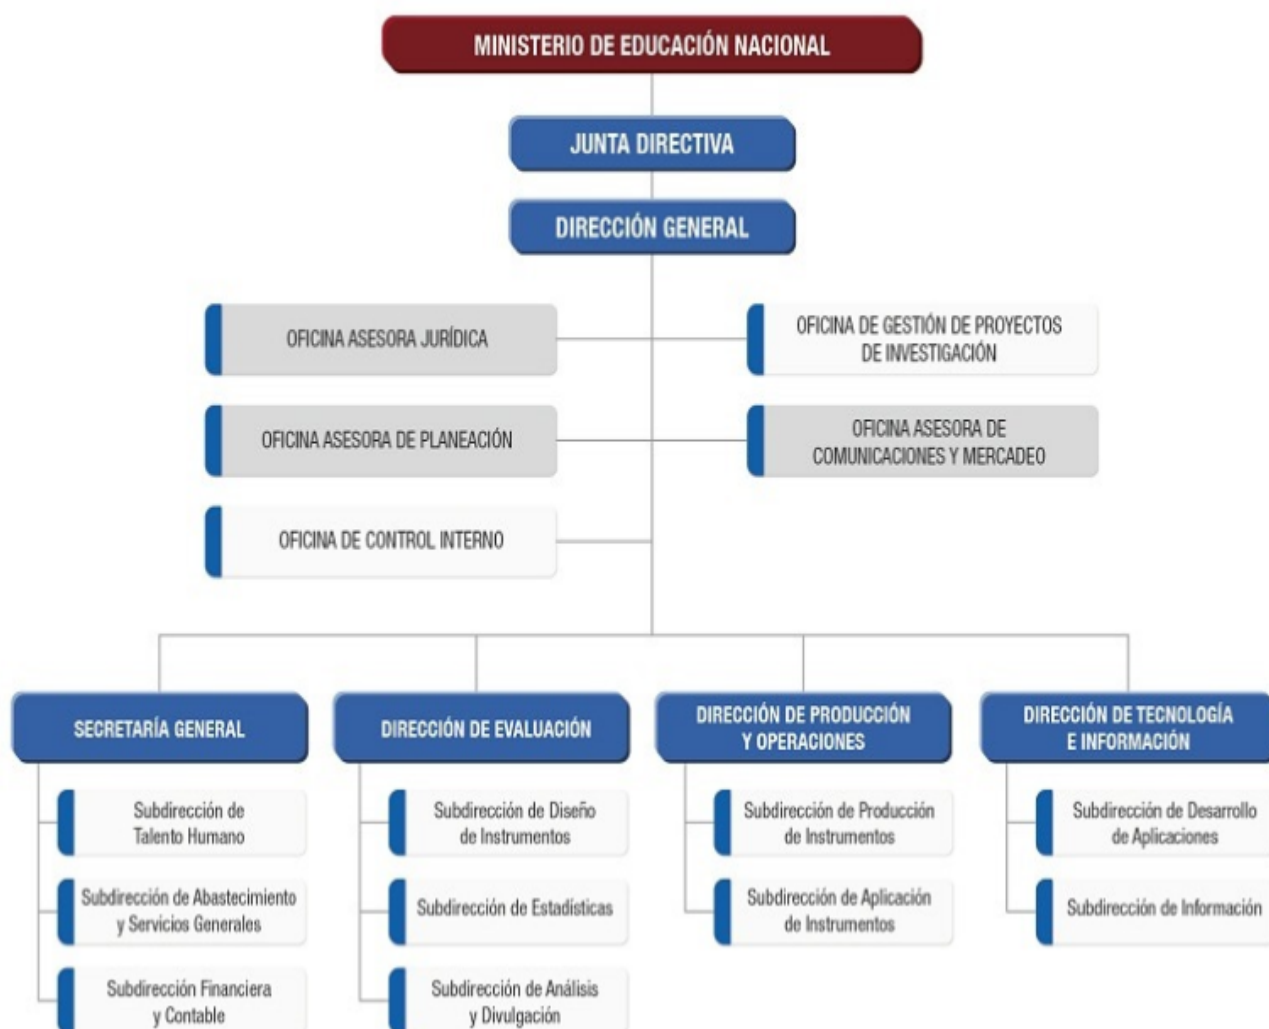 MINISTERIO DE EDUCACIÓN NACIONAL
JUNTA DIRECTIVA
DIRECCIÓN GENERAL
OFICINA ASESORA JURÍDICA
OFICINA DE GESTIÓN DE PROYECTOS
DE INVESTIGACIÓN
OFICINA ASESORA DE PLANEACIÓN
OFICINA ASESORA DE
COMUNICACIONES Y MERCADEO
OFICINA DE CONTROL INTERNO
SECRETARÍA GENERAL
Subdirección de
Talento Humano
Subdirección de Abastecimiento
y Servicios Generales
Subdirección Financiera
y Contable
DIRECCIÓN DE EVALUACIÓN
Subdirección de Diseño
de Instrumentos
Subdirección de Estadísticas
Subdirección de Análisis
y Divulgación
DIRECCIÓN DE PRODUCCIÓN
Y OPERACIONES
Subdirección de Producción
de Instrumentos
Subdirección de Aplicación
de Instrumentos
DIRECCIÓN DE TECNOLOGÍA
E INFORMACIÓN
Subdirección de Desarrollo
de Aplicaciones
Subdirección de Información